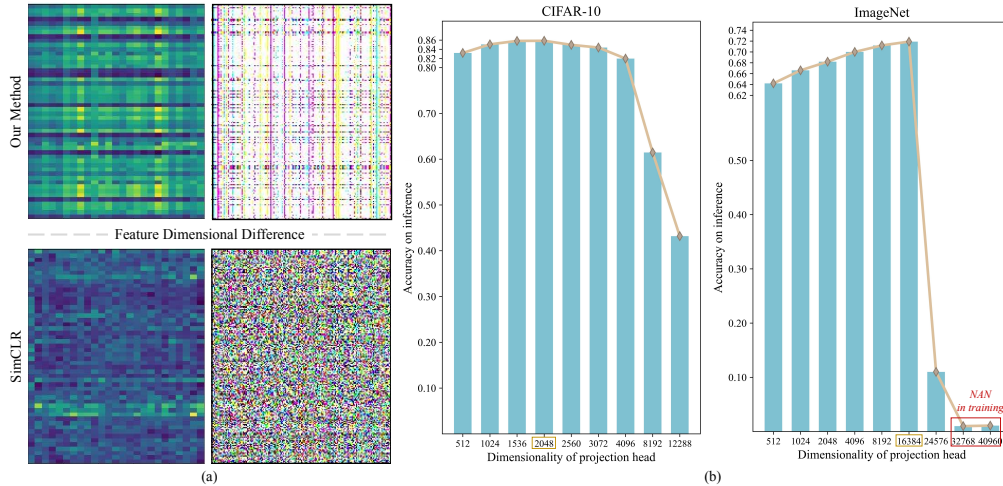 Our Method
Feature Dimensional Difference
SimCLR
(a)
CIFAR-10
Accuracy on inference
0.86
0.84
0.82
0.80
0.70
0.60
0.50
0.40
0.30
0.20
0.10
512 1024 1536 2048 2560 3072 4096 8192 12288
Dimensionality of projection head
ImageNet
Accuracy on inference
0.74
0.72
0.70
0.68
0.66
0.64
0.62
0.50
0.40
0.30
0.20
0.10
NAN
in training
512 1024 2048 4096 8192 16384 24576 32768 40960
Dimensionality of projection head
(b)